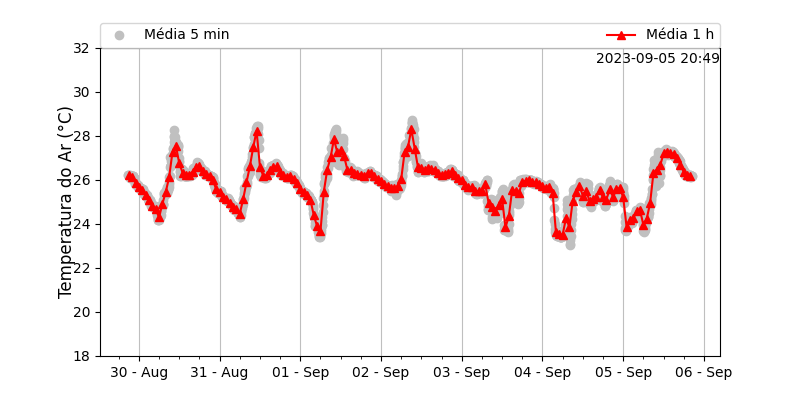 Média 5 min
Média 1 h
2023-09-05 20:49
Temperatura do Ar (°C)
32
30
28
26
24
22
20
18
30 - Aug
31 - Aug
01 - Sep
02 - Sep
03 - Sep
04 - Sep
05 - Sep
06 - Sep